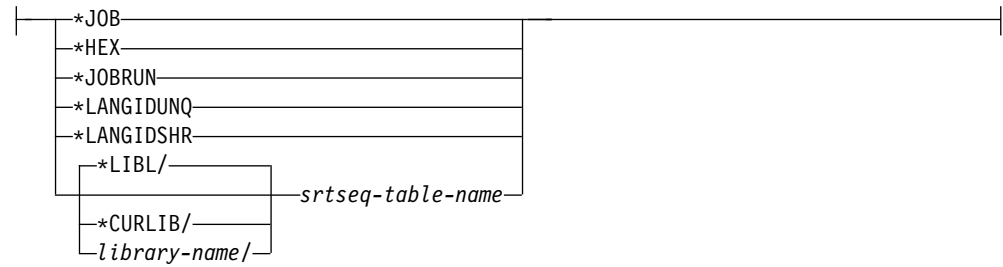 *JOB
*HEX
*JOBRUN
*LANGIDUNQ
*LANGIDSHR
*LIBL/
srtseq-table-name
*CURLIB/
library-name/